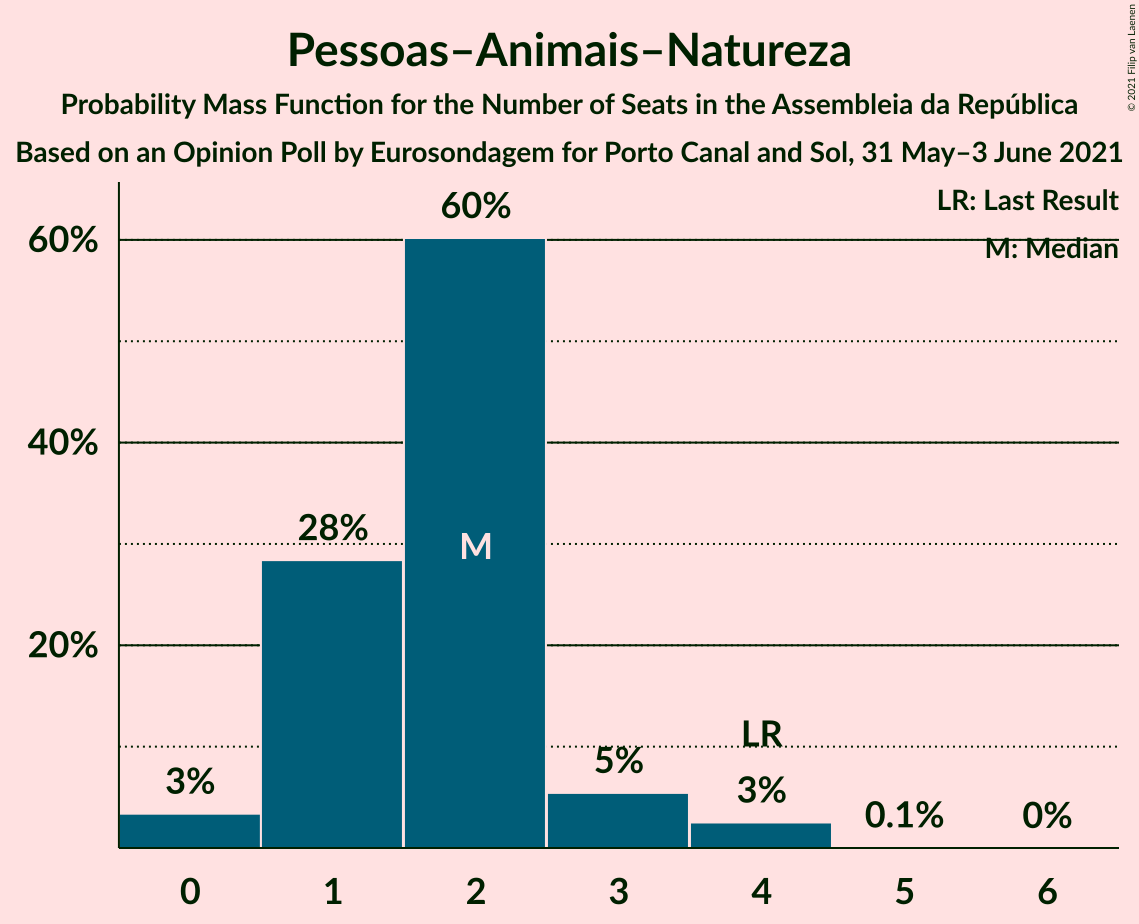 Pessoas–Animais–Natureza
Probability Mass Function for the Number of Seats in the Assembleia da República
Based on an Opinion Poll by Eurosondagem for Porto Canal and Sol, 31 May–3 June 2021
© 2021 Filip van Laenen
LR: Last Result
M: Median
60%
40%
20%
3%
28%
60%
M
5%
LR
3%
0.1%
0%
0 1 2 3 4 5 6